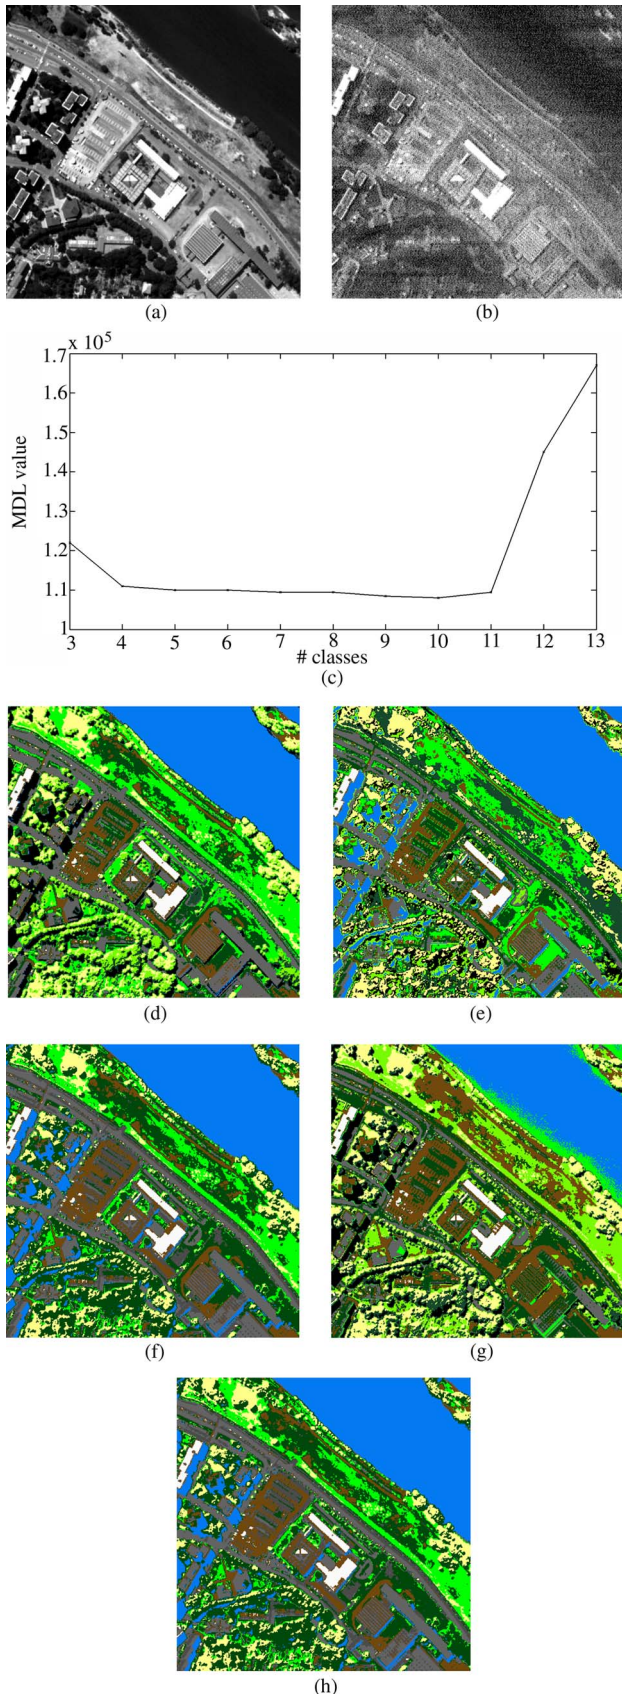 (a) (b)
1.7 x 10^5
1.6
1.5
1.4
1.3
1.2
1.1
1
MDL value
3 4 5 6 7 8 9 10 11 12 13
# classes
(c)
(d) (e)
(f) (g)
(h)